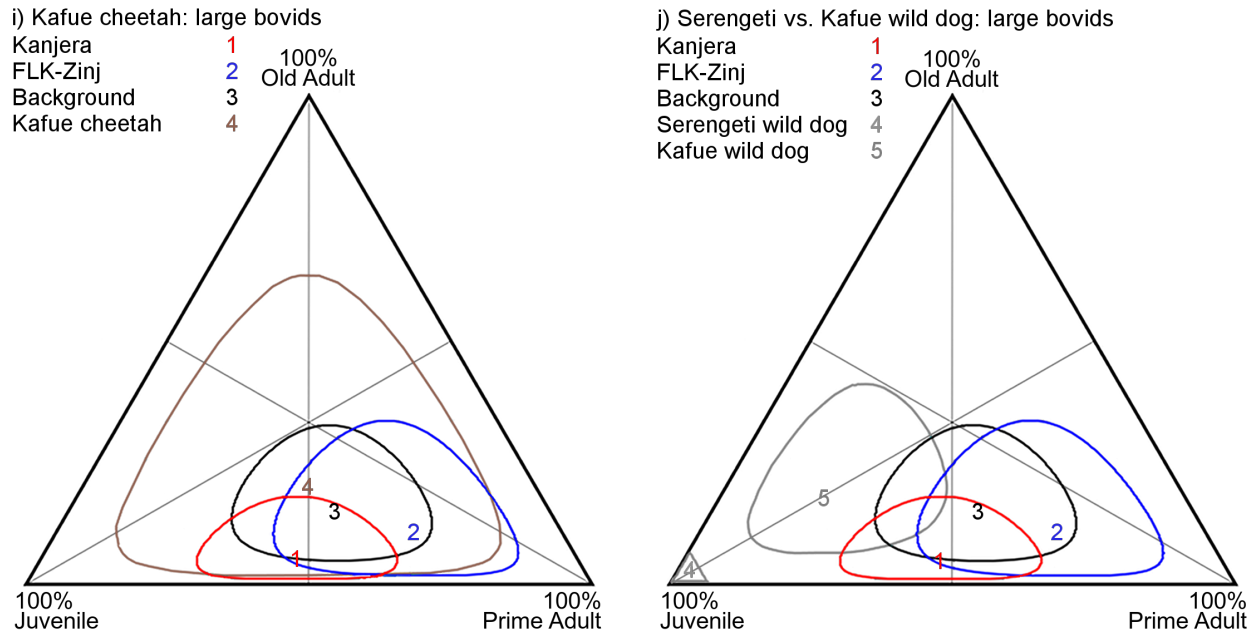 i) Kafue cheetah: large bovids
Kanjera 1
FLK-Zinj 2
Background 3
Kafue cheetah 4
100%
Old Adult
4
3
2
1
100%
Juvenile
100%
Prime Adult
j) Serengeti vs. Kafue wild dog: large bovids
Kanjera 1
FLK-Zinj 2
Background 3
Serengeti wild dog 4
Kafue wild dog 5
100%
Old Adult
5
3
2
1
4
100%
Juvenile
100%
Prime Adult